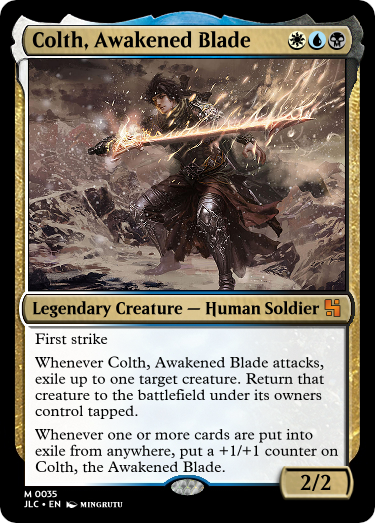 Colth, Awakened Blade
Legendary Creature — Human Soldier
First strike
Whenever Colth, Awakened Blade attacks,
exile up to one target creature. Return that
creature to the battlefield under its owners
control tapped.
Whenever one or more cards are put into
exile from anywhere, put a +1/+1 counter on
Colth, the Awakened Blade.
2/2
M 0035
JLC • EN MINGRUTU